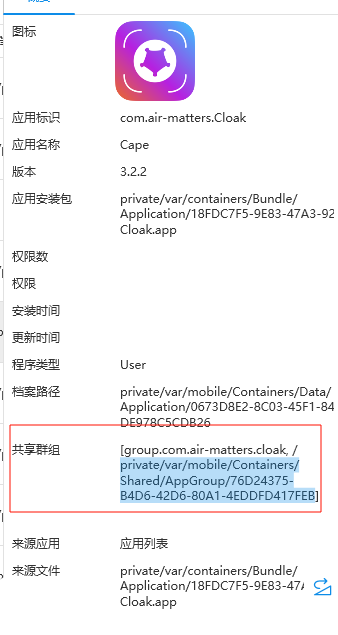 图标
应用标识 com.air-matters.Cloak
应用名称 Cape
版本 3.2.2
应用安装包 private/var/containers/Bundle/
Application/18FDC7F5-9E83-47A3-92
Cloak.app
权限数
权限
安装时间
更新时间
程序类型 User
档案路径 private/var/mobile/Containers/Data/
Application/0673D8E2-8C03-45F1-84
DE978C5CDB26
共享群组 [group.com.air-matters.cloak, /
private/var/mobile/Containers/
Shared/AppGroup/76D24375-
B4D6-42D6-80A1-4EDDFD417FEB]
来源应用 应用列表
来源文件 private/var/containers/Bundle/
Application/18FDC7F5-9E83-47A
Cloak.app